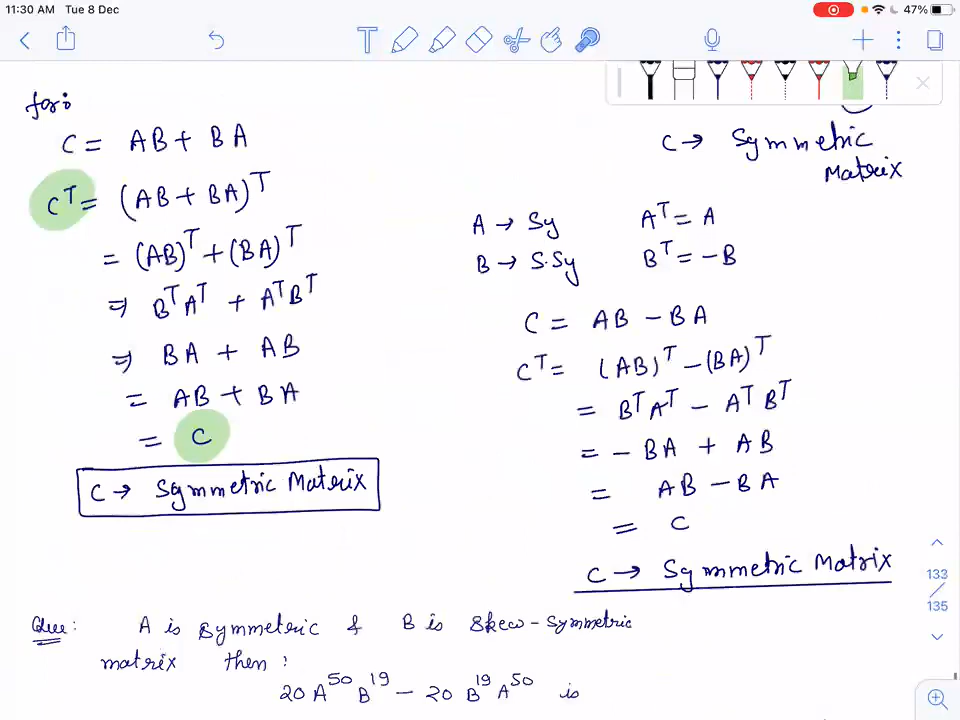 11:30 AM Tue 8 Dec
47%
for:
C = AB + BA
C^T = (AB + BA)^T
= (AB)^T + (BA)^T
⇒ B^T A^T + A^T B^T
⇒ BA + AB
= AB + BA
= C
C → Symmetric Matrix
C → Symmetric
Matrix
A → Sy A^T = A
B → S.Sy B^T = -B
C = AB - BA
C^T = (AB)^T - (BA)^T
= B^T A^T - A^T B^T
= - BA + AB
= AB - BA
= C
C → Symmetric Matrix
133
135
Que: A is Symmetric & B is Skew-Symmetric
matrix then:
20 A^50 B^19 - 20 B^19 A^50 is